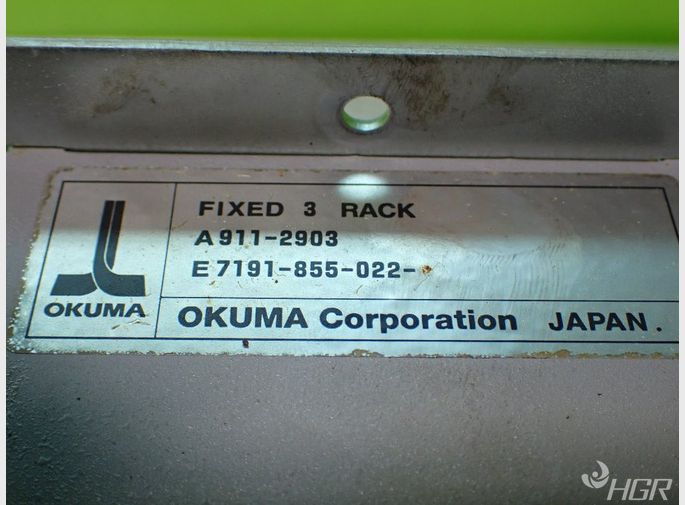 FIXED 3 RACK
A911-2903
E7191-855-022-
OKUMA
OKUMA Corporation JAPAN.
HGR